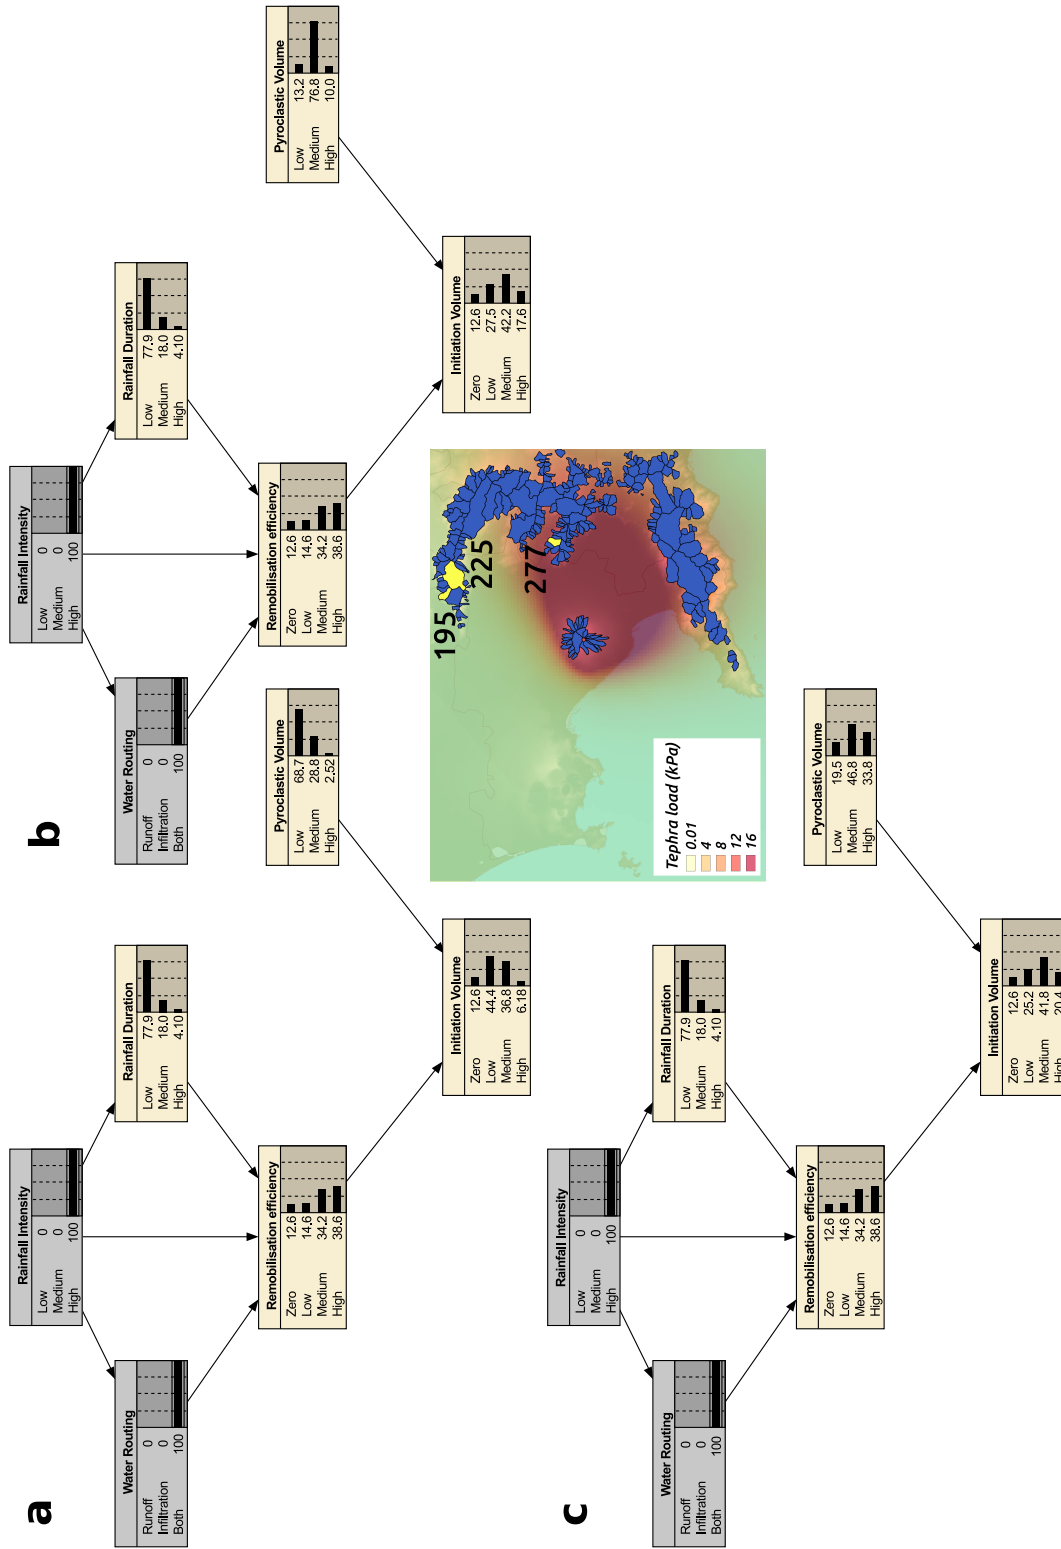 a
Rainfall Intensity
Low 0
Medium 0
High 100
Water Routing
Runoff 0
Infiltration 0
Both 100
Rainfall Duration
Low 77.9
Medium 18.0
High 4.10
Remobilisation efficiency
Zero 12.6
Low 14.6
Medium 34.2
High 38.6
Pyroclastic Volume
Low 68.7
Medium 28.8
High 2.52
Initiation Volume
Zero 12.6
Low 44.4
Medium 36.8
High 6.18
b
Rainfall Intensity
Low 0
Medium 0
High 100
Water Routing
Runoff 0
Infiltration 0
Both 100
Rainfall Duration
Low 77.9
Medium 18.0
High 4.10
Remobilisation efficiency
Zero 12.6
Low 14.6
Medium 34.2
High 38.6
Pyroclastic Volume
Low 13.2
Medium 76.8
High 10.0
Initiation Volume
Zero 12.6
Low 27.5
Medium 42.2
High 17.6
c
Rainfall Intensity
Low 0
Medium 0
High 100
Water Routing
Runoff 0
Infiltration 0
Both 100
Rainfall Duration
Low 77.9
Medium 18.0
High 4.10
Remobilisation efficiency
Zero 12.6
Low 14.6
Medium 34.2
High 38.6
Pyroclastic Volume
Low 19.5
Medium 46.8
High 33.8
Initiation Volume
Zero 12.6
Low 25.2
Medium 41.8
High 20.4
195
225
277
Tephra load (kPa)
0.01
4
8
12
16